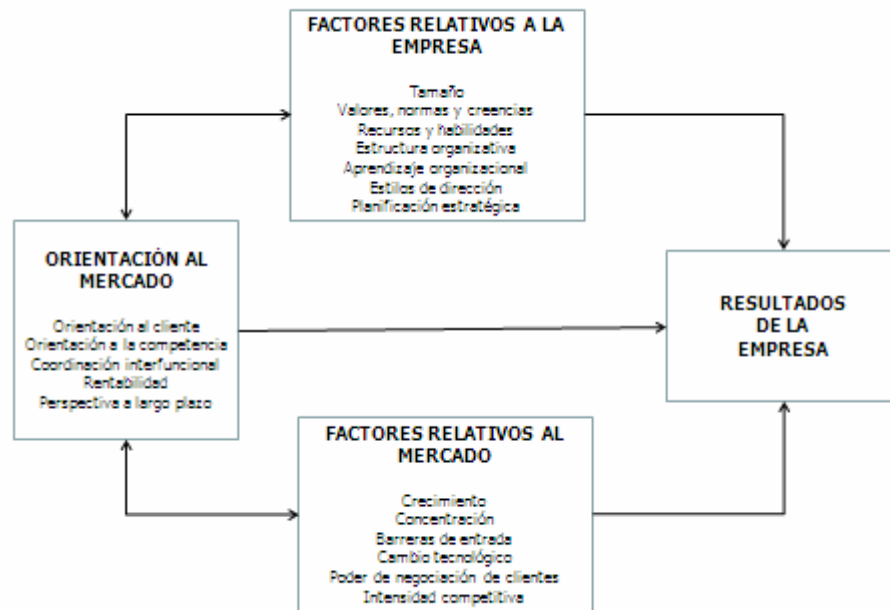 FACTORES RELATIVOS A LA
EMPRESA
Tamaño
Valores, normas y creencias
Recursos y habilidades
Estructura organizativa
Aprendizaje organizacional
Estilos de dirección
Planificación estratégica
ORIENTACIÓN AL
MERCADO
Orientación al cliente
Orientación a la competencia
Coordinación interfuncional
Rentabilidad
Perspectiva a largo plazo
RESULTADOS
DE LA
EMPRESA
FACTORES RELATIVOS AL
MERCADO
Crecimiento
Concentración
Barreras de entrada
Cambio tecnológico
Poder de negociación de clientes
Intensidad competitiva